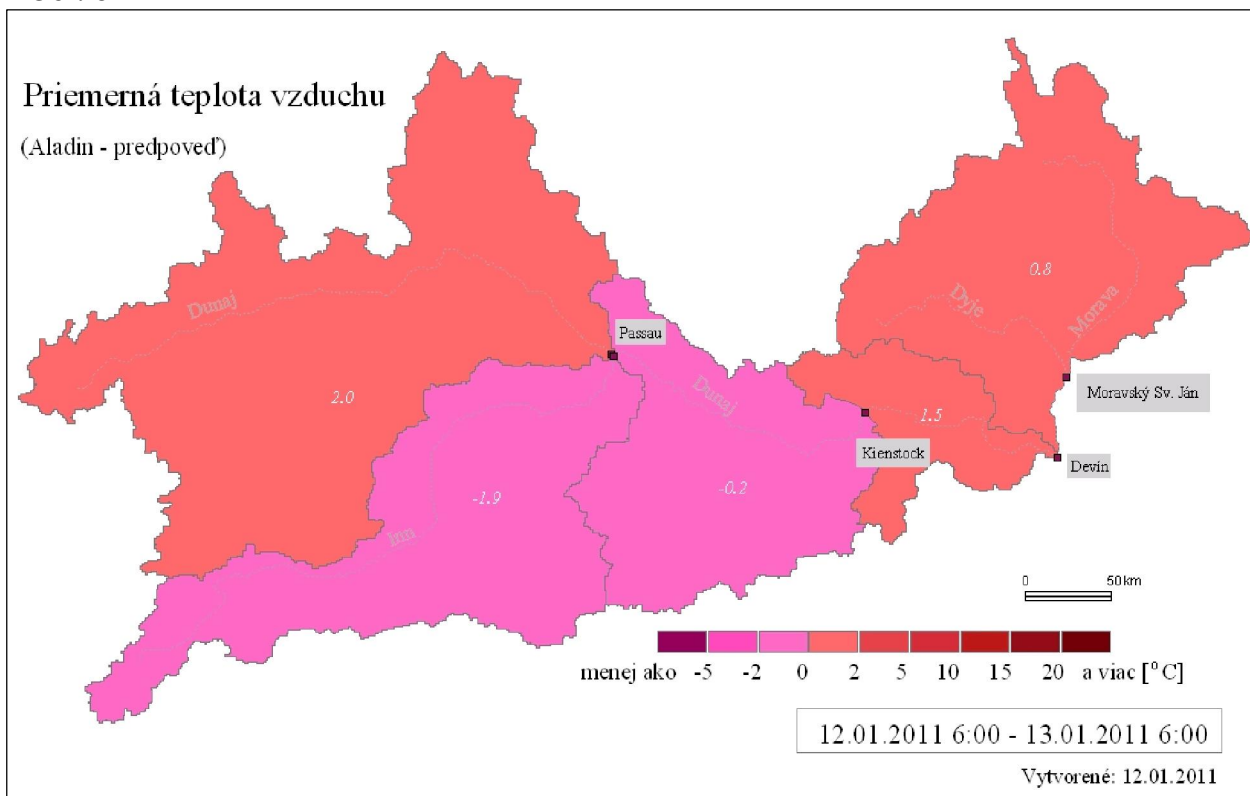 Priemerná teplota vzduchu
(Aladin - predpoveď)
0.8
Dunaj
Dyje
Morava
Passau
2.0
Dunaj
Moravský Sv. Ján
1.5
Kienstock
Devín
-1.9
-0.2
Inn
0 50 km
menej ako -5 -2 0 2 5 10 15 20 a viac [°C]
12.01.2011 6:00 - 13.01.2011 6:00
Vytvorené: 12.01.2011